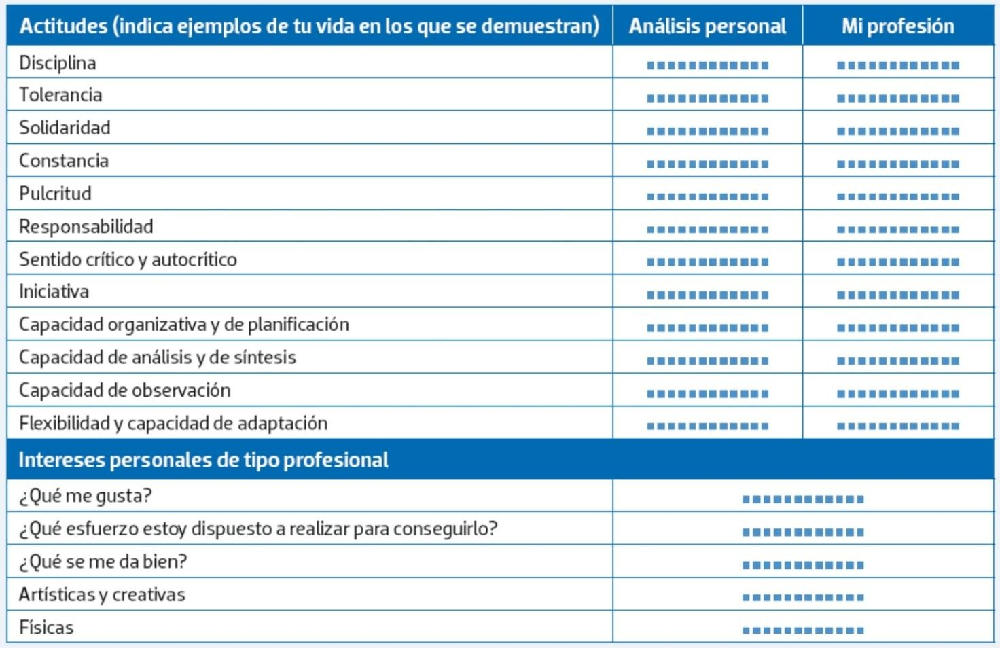 Actitudes (indica ejemplos de tu vida en los que se demuestran) Análisis personal Mi profesión
Disciplina
Tolerancia
Solidaridad
Constancia
Pulcritud
Responsabilidad
Sentido crítico y autocrítico
Iniciativa
Capacidad organizativa y de planificación
Capacidad de análisis y de síntesis
Capacidad de observación
Flexibilidad y capacidad de adaptación
Intereses personales de tipo profesional
¿Qué me gusta?
¿Qué esfuerzo estoy dispuesto a realizar para conseguirlo?
¿Qué se me da bien?
Artísticas y creativas
Físicas